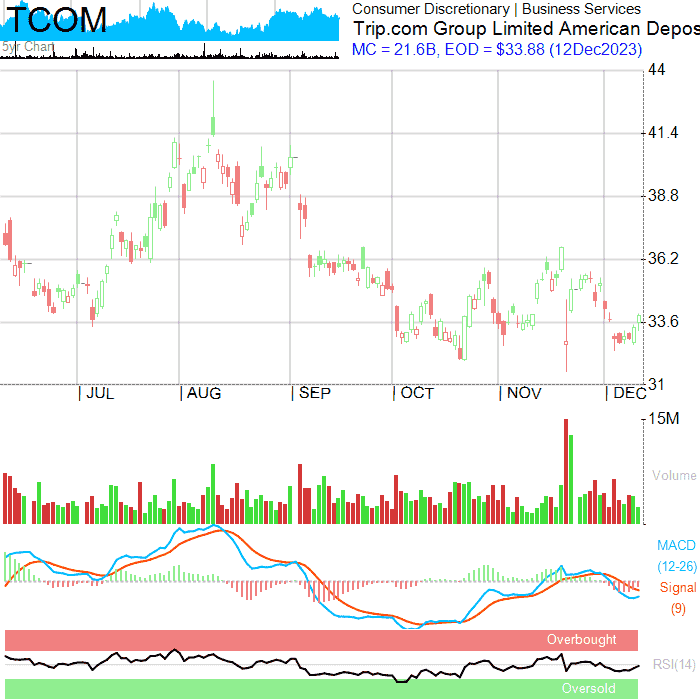 TCOM
5yr Chart
Consumer Discretionary | Business Services
Trip.com Group Limited American Depos
MC = 21.6B, EOD = $33.88 (12Dec2023)
44
41.4
38.8
36.2
33.6
31
JUL
AUG
SEP
OCT
NOV
DEC
15M
Volume
MACD
(12-26)
Signal
(9)
Overbought
RSI(14)
Oversold